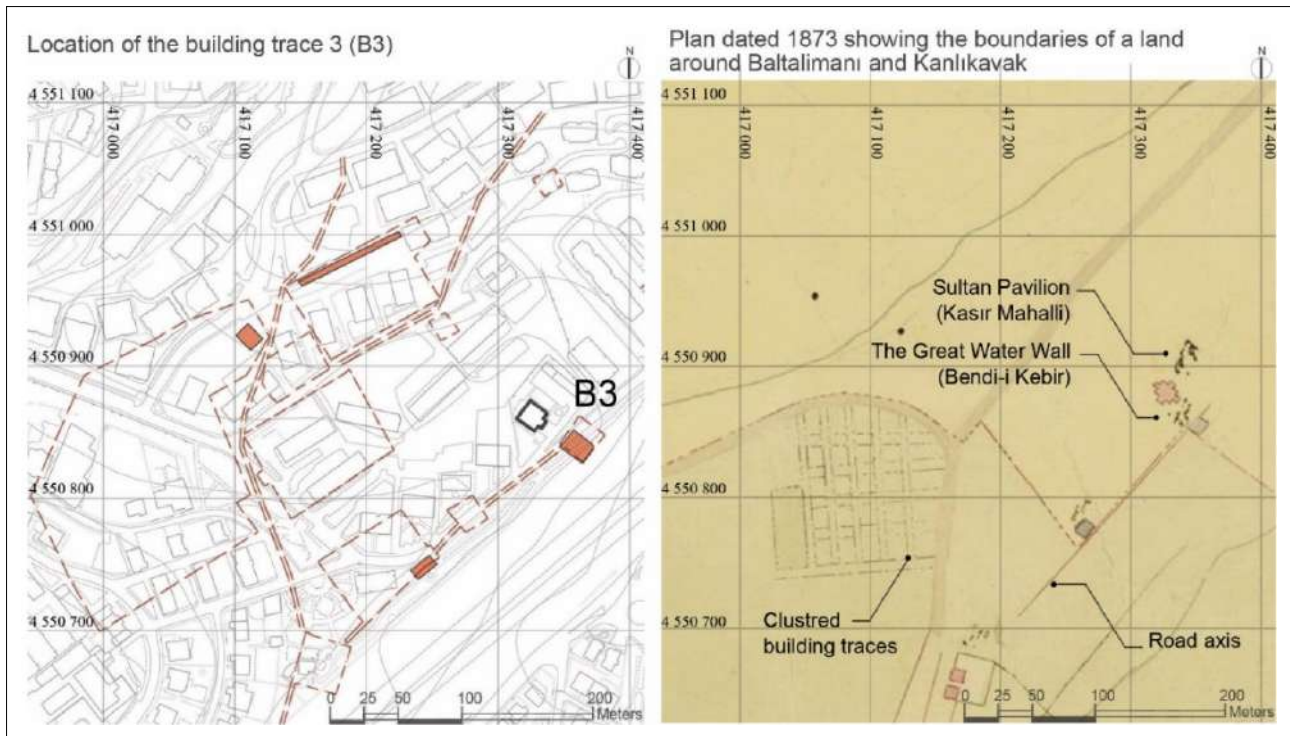 Location of the building trace 3 (B3)
N
4 551 100
417 000
417 100
417 200
417 300
417 400
4 551 000
4 550 900
B3
4 550 800
4 550 700
0 25 50 100 200
Meters
Plan dated 1873 showing the boundaries of a land
around Baltalimanı and Kanlıkavak
N
4 551 100
417 000
417 100
417 200
417 300
417 400
4 551 000
Sultan Pavilion
(Kasır Mahalli)
4 550 900
The Great Water Wall
(Bendi-i Kebir)
4 550 800
Clustred
building traces
4 550 700
Road axis
0 25 50 100 200
Meters